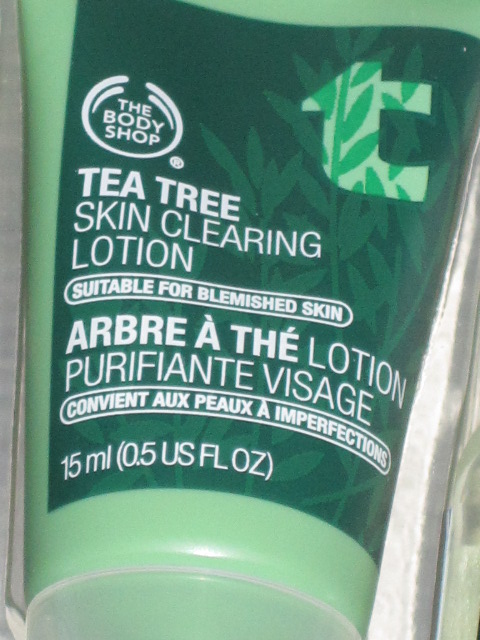 THE
BODY
SHOP
®
TEA TREE
SKIN CLEARING
LOTION
SUITABLE FOR BLEMISHED SKIN
ARBRE À THÉ LOTION
PURIFIANTE VISAGE
CONVIENT AUX PEAUX À IMPERFECTIONS
15 ml (0.5 US FL OZ)